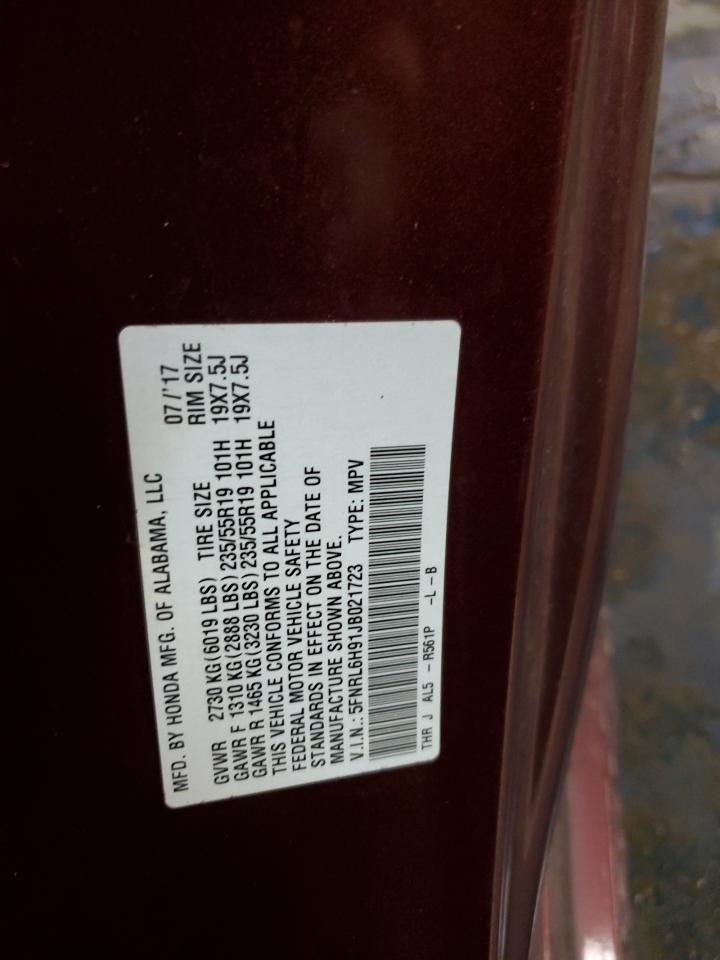 MFD. BY HONDA MFG. OF ALABAMA, LLC 07/'17
GVWR 2730 KG(6019 LBS) TIRE SIZE RIM SIZE
GAWR F 1310 KG(2888 LBS)235/55R19 101H 19X7.5J
GAWR R 1465 KG(3230 LBS)235/55R19 101H 19X7.5J
THIS VEHICLE CONFORMS TO ALL APPLICABLE
FEDERAL MOTOR VEHICLE SAFETY
STANDARDS IN EFFECT ON THE DATE OF
MANUFACTURE SHOWN ABOVE.
V.I.N.: 5FNRL6H91JB021723 TYPE: MPV
THR J AL5 - R561P -L -B